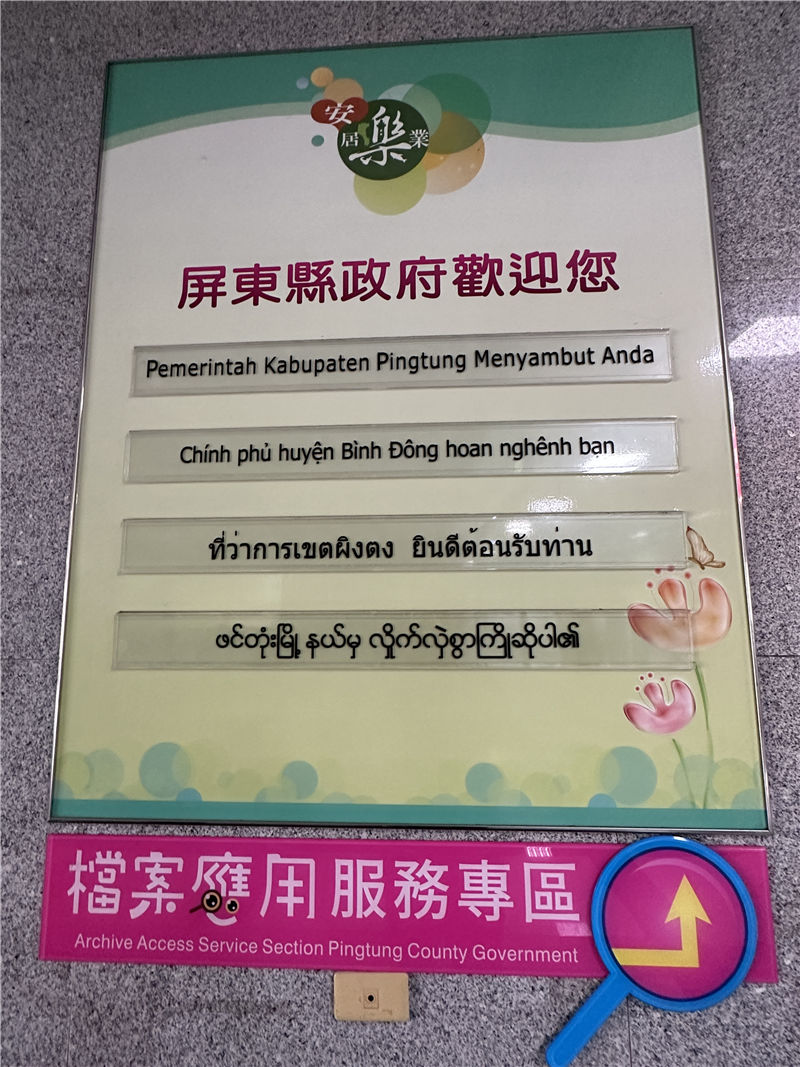 安居樂業
屏東縣政府歡迎您
Pemerintah Kabupaten Pingtung Menyambut Anda
Chính phủ huyện Bình Đông hoan nghênh bạn
ที่ว่าการเขตผิงตง ยินดีต้อนรับท่าน
ဖင်တုံးမြို့ နယ်မှ လှိုက်လှဲစွာကြိုဆိုပါ၏
檔案應用服務專區
Archive Access Service Section Pingtung County Government